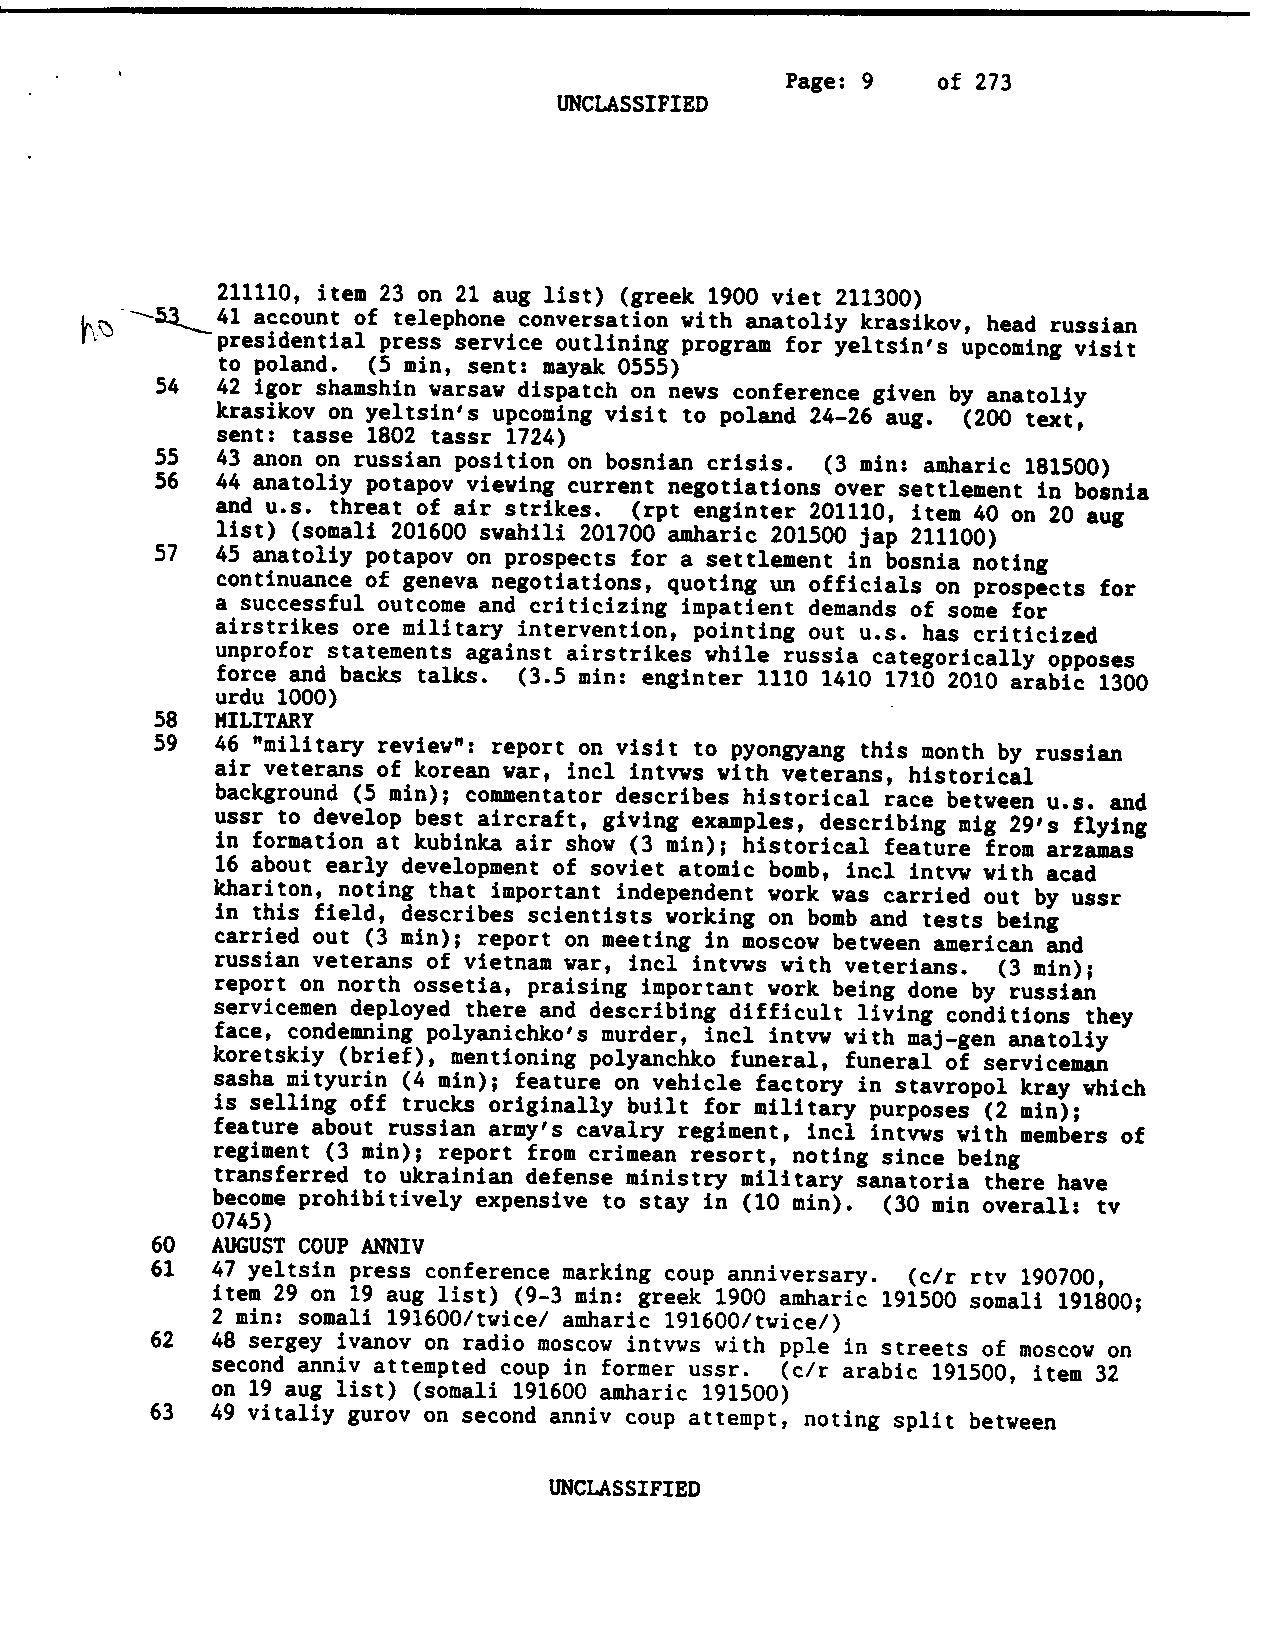 Page: 9 of 273
UNCLASSIFIED
211110, item 23 on 21 aug list) (greek 1900 viet 211300)
no 53 41 account of telephone conversation with anatoliy krasikov, head russian
presidential press service outlining program for yeltsin's upcoming visit
to poland. (5 min, sent: mayak 0555)
54 42 igor shamshin warsaw dispatch on news conference given by anatoliy
krasikov on yeltsin's upcoming visit to poland 24-26 aug. (200 text,
sent: tasse 1802 tassr 1724)
55 43 anon on russian position on bosnian crisis. (3 min: amharic 181500)
56 44 anatoliy potapov viewing current negotiations over settlement in bosnia
and u.s. threat of air strikes. (rpt enginter 201110, item 40 on 20 aug
list) (somali 201600 swahili 201700 amharic 201500 jap 211100)
57 45 anatoliy potapov on prospects for a settlement in bosnia noting
continuance of geneva negotiations, quoting un officials on prospects for
a successful outcome and criticizing impatient demands of some for
airstrikes ore military intervention, pointing out u.s. has criticized
unprofor statements against airstrikes while russia categorically opposes
force and backs talks. (3.5 min: enginter 1110 1410 1710 2010 arabic 1300
urdu 1000)
58 MILITARY
59 46 "military review": report on visit to pyongyang this month by russian
air veterans of korean war, incl intvws with veterans, historical
background (5 min); commentator describes historical race between u.s. and
ussr to develop best aircraft, giving examples, describing mig 29's flying
in formation at kubinka air show (3 min); historical feature from arzamas
16 about early development of soviet atomic bomb, incl intvw with acad
khariton, noting that important independent work was carried out by ussr
in this field, describes scientists working on bomb and tests being
carried out (3 min); report on meeting in moscow between american and
russian veterans of vietnam war, incl intvws with veterians. (3 min);
report on north ossetia, praising important work being done by russian
servicemen deployed there and describing difficult living conditions they
face, condemning polyanichko's murder, incl intvw with maj-gen anatoliy
koretskiy (brief), mentioning polyanchko funeral, funeral of serviceman
sasha mityurin (4 min); feature on vehicle factory in stavropol kray which
is selling off trucks originally built for military purposes (2 min);
feature about russian army's cavalry regiment, incl intvws with members of
regiment (3 min); report from crimean resort, noting since being
transferred to ukrainian defense ministry military sanatoria there have
become prohibitively expensive to stay in (10 min). (30 min overall: tv
0745)
60 AUGUST COUP ANNIV
61 47 yeltsin press conference marking coup anniversary. (c/r rtv 190700,
item 29 on 19 aug list) (9-3 min: greek 1900 amharic 191500 somali 191800;
2 min: somali 191600/twice/ amharic 191600/twice/)
62 48 sergey ivanov on radio moscow intvws with pple in streets of moscow on
second anniv attempted coup in former ussr. (c/r arabic 191500, item 32
on 19 aug list) (somali 191600 amharic 191500)
63 49 vitaliy gurov on second anniv coup attempt, noting split between
UNCLASSIFIED